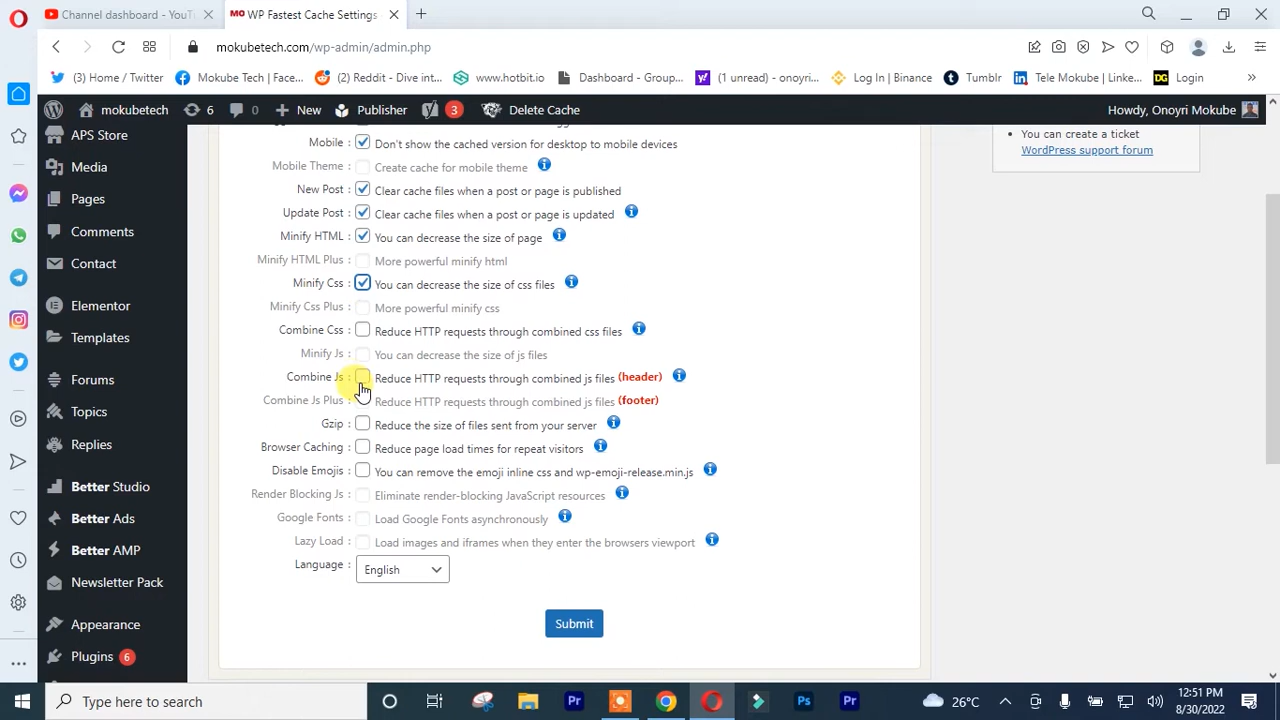 Channel dashboard - YouT
WP Fastest Cache Settings
mokubetech.com/wp-admin/admin.php
(3) Home / Twitter
Mokube Tech | Face...
(2) Reddit - Dive int...
www.hotbit.io
Dashboard - Group...
(1 unread) - onoyri...
Log In | Binance
Tumblr
Tele Mokube | Linke...
DG Login
mokubetech 6 0 New Publisher 3 Delete Cache Howdy, Onoyri Mokube
APS Store
Media
Pages
Comments
Contact
Elementor
Templates
Forums
Topics
Replies
Better Studio
Better Ads
Better AMP
Newsletter Pack
Appearance
Plugins 6
Mobile : Don't show the cached version for desktop to mobile devices
Mobile Theme : Create cache for mobile theme
New Post : Clear cache files when a post or page is published
Update Post : Clear cache files when a post or page is updated
Minify HTML : You can decrease the size of page
Minify HTML Plus : More powerful minify html
Minify Css : You can decrease the size of css files
Minify Css Plus : More powerful minify css
Combine Css : Reduce HTTP requests through combined css files
Minify Js : You can decrease the size of js files
Combine Js : Reduce HTTP requests through combined js files (header)
Combine Js Plus : Reduce HTTP requests through combined js files (footer)
Gzip : Reduce the size of files sent from your server
Browser Caching : Reduce page load times for repeat visitors
Disable Emojis : You can remove the emoji inline css and wp-emoji-release.min.js
Render Blocking Js : Eliminate render-blocking JavaScript resources
Google Fonts : Load Google Fonts asynchronously
Lazy Load : Load images and iframes when they enter the browsers viewport
Language : English
Submit
You can create a ticket
WordPress support forum
Type here to search
Pr
Ps
Pr
26°C
12:51 PM
8/30/2022